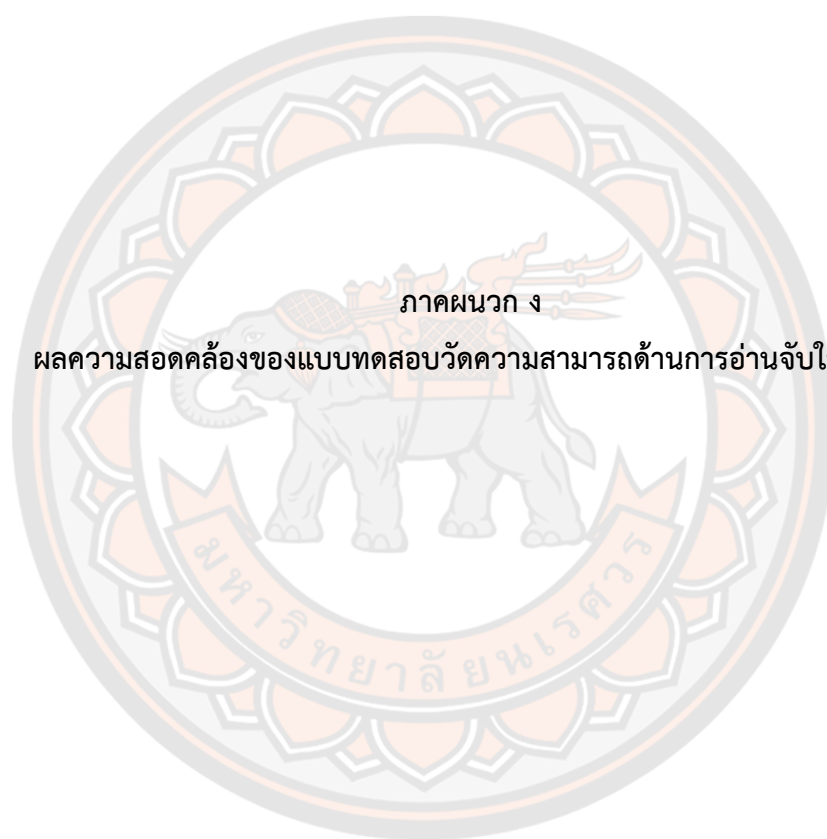 ภาคผนวก ง
ผลความสอดคล้องของแบบทดสอบวัดความสามารถด้านการอ่านจับใ
มหาวิทยาลัยนเรศวร